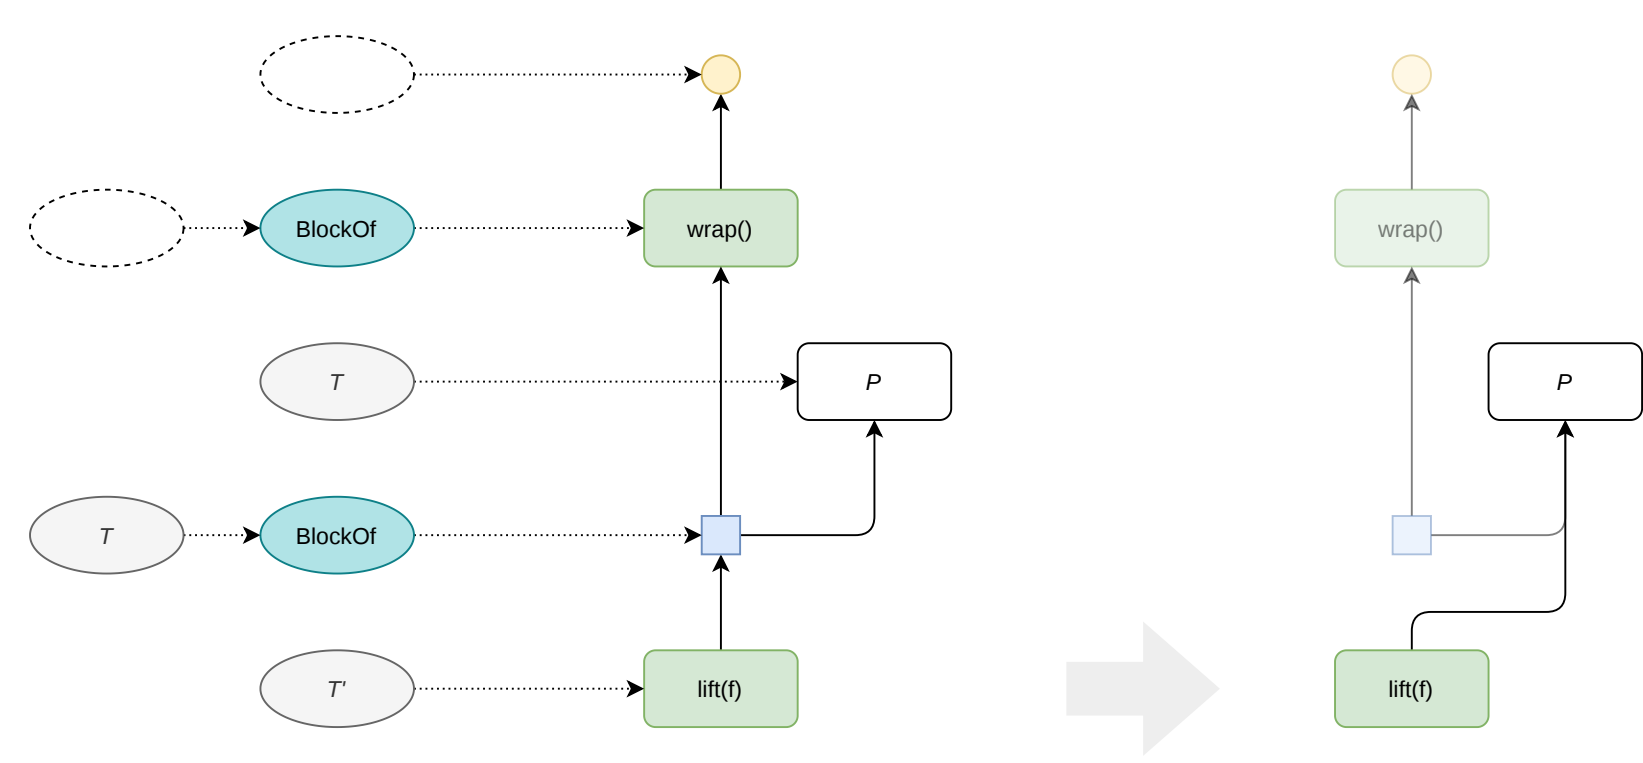 BlockOf
wrap()
wrap()
T
P
P
T
BlockOf
T'
lift(f)
lift(f)